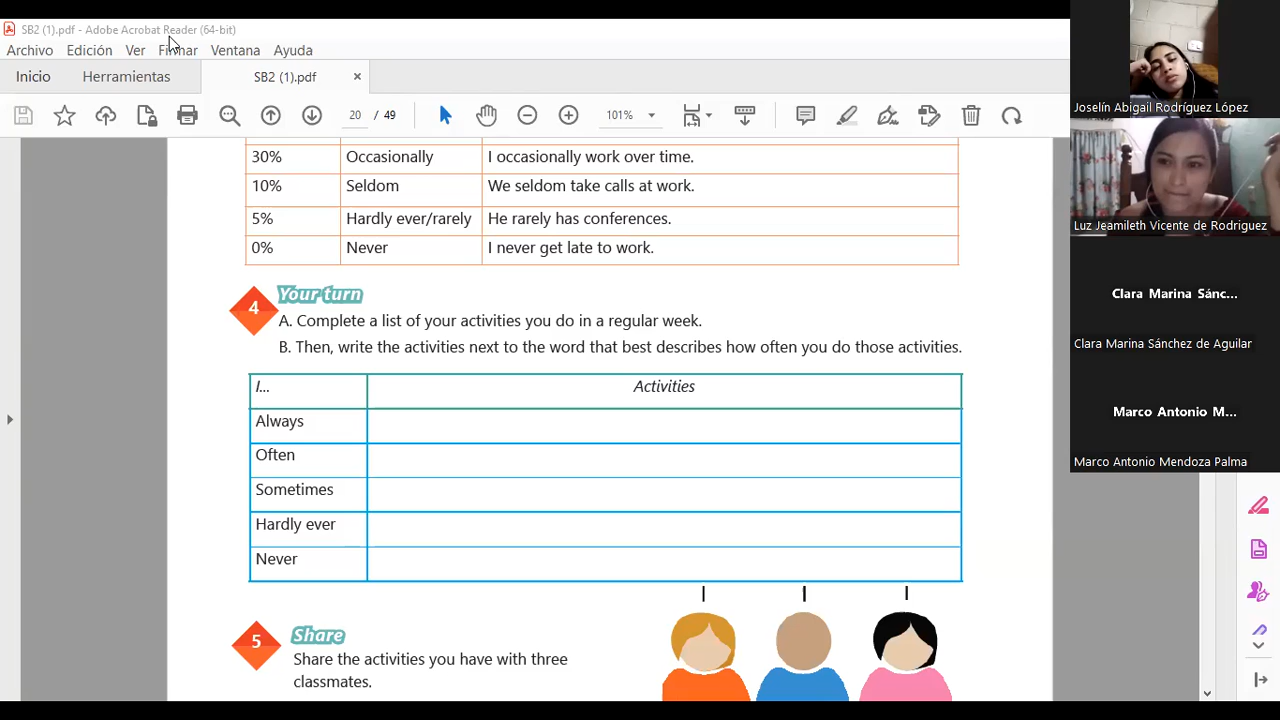 SB2 (1).pdf - Adobe Acrobat Reader (64-bit)
Archivo Edición Ver Firmar Ventana Ayuda
Inicio Herramientas SB2 (1).pdf ×
20 / 49 101%
30% Occasionally I occasionally work over time.
10% Seldom We seldom take calls at work.
5% Hardly ever/rarely He rarely has conferences.
0% Never I never get late to work.
4 Your turn
A. Complete a list of your activities you do in a regular week.
B. Then, write the activities next to the word that best describes how often you do those activities.
I... Activities
Always
Often
Sometimes
Hardly ever
Never
5 Share
Share the activities you have with three
classmates.
Joselín Abigail Rodríguez López
Luz Jeamileth Vicente de Rodriguez
Clara Marina Sánc...
Clara Marina Sánchez de Aguilar
Marco Antonio M...
Marco Antonio Mendoza Palma